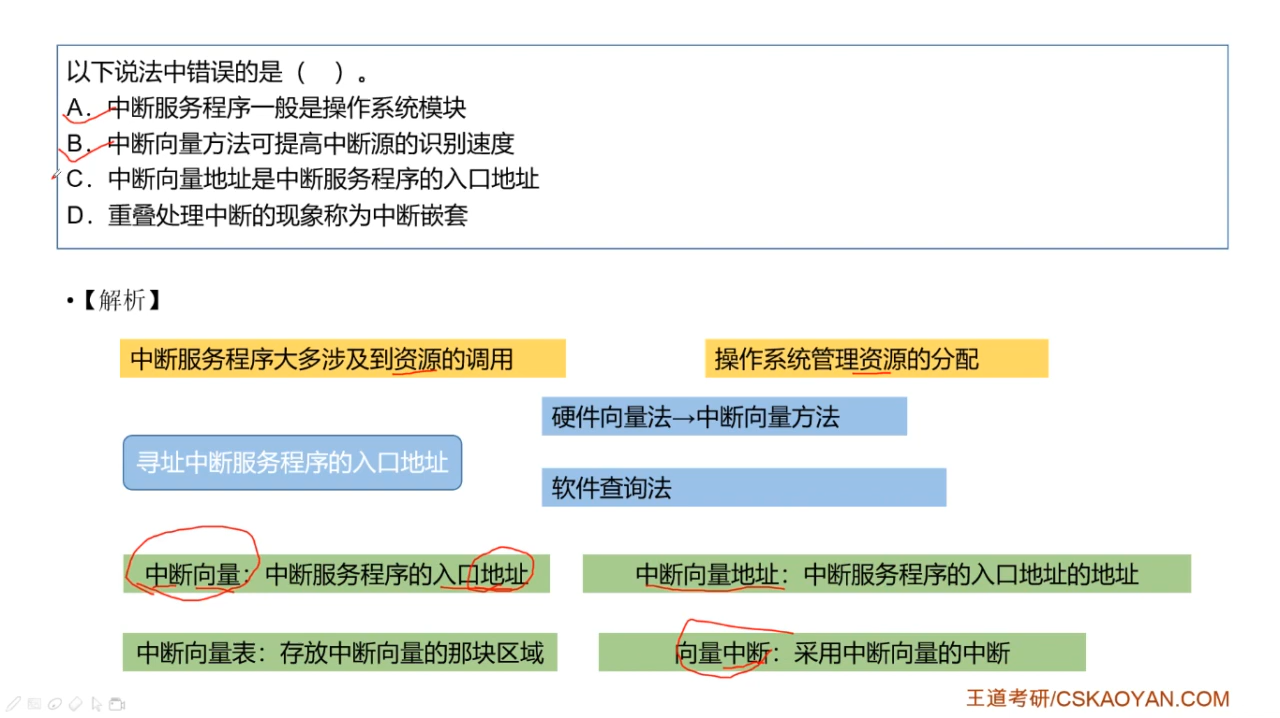 以下说法中错误的是（　）。
A．中断服务程序一般是操作系统模块
B．中断向量方法可提高中断源的识别速度
C．中断向量地址是中断服务程序的入口地址
D．重叠处理中断的现象称为中断嵌套
•【解析】
中断服务程序大多涉及到资源的调用
操作系统管理资源的分配
硬件向量法→中断向量方法
寻址中断服务程序的入口地址
软件查询法
中断向量：中断服务程序的入口地址
中断向量地址：中断服务程序的入口地址的地址
中断向量表：存放中断向量的那块区域
向量中断：采用中断向量的中断
王道考研/CSKAOYAN.COM